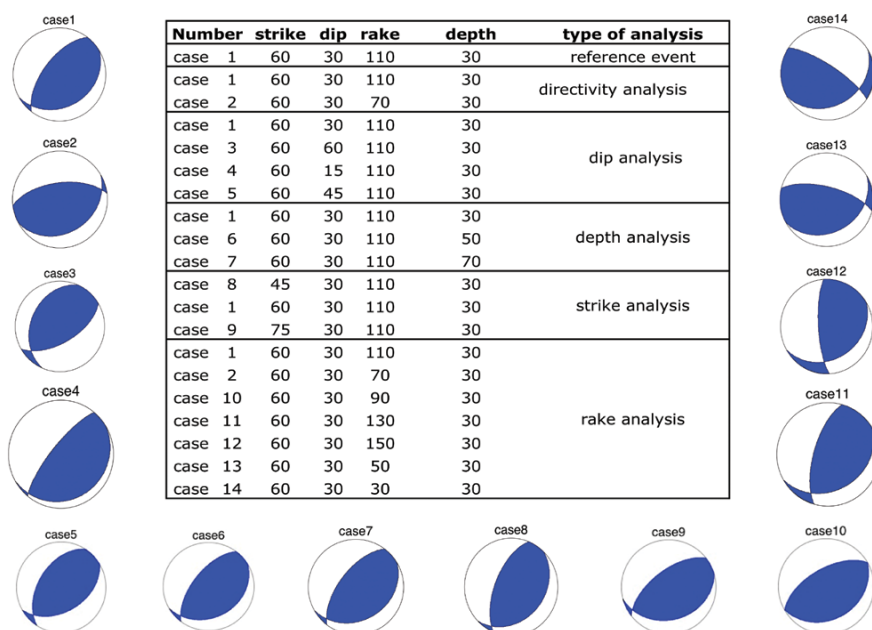 case1
case14
Number strike dip rake depth type of analysis
case 1 60 30 110 30 reference event
case 1 60 30 110 30
case 2 60 30 70 30
directivity analysis
case2
case 1 60 30 110 30
case 3 60 60 110 30
case 4 60 15 110 30
case 5 60 45 110 30
dip analysis
case13
case 1 60 30 110 30
case 6 60 30 110 50
case 7 60 30 110 70
depth analysis
case3
case12
case 8 45 30 110 30
case 1 60 30 110 30
case 9 75 30 110 30
strike analysis
case4
case11
case 1 60 30 110 30
case 2 60 30 70 30
case 10 60 30 90 30
case 11 60 30 130 30
case 12 60 30 150 30
case 13 60 30 50 30
case 14 60 30 30 30
rake analysis
case5
case6
case7
case8
case9
case10